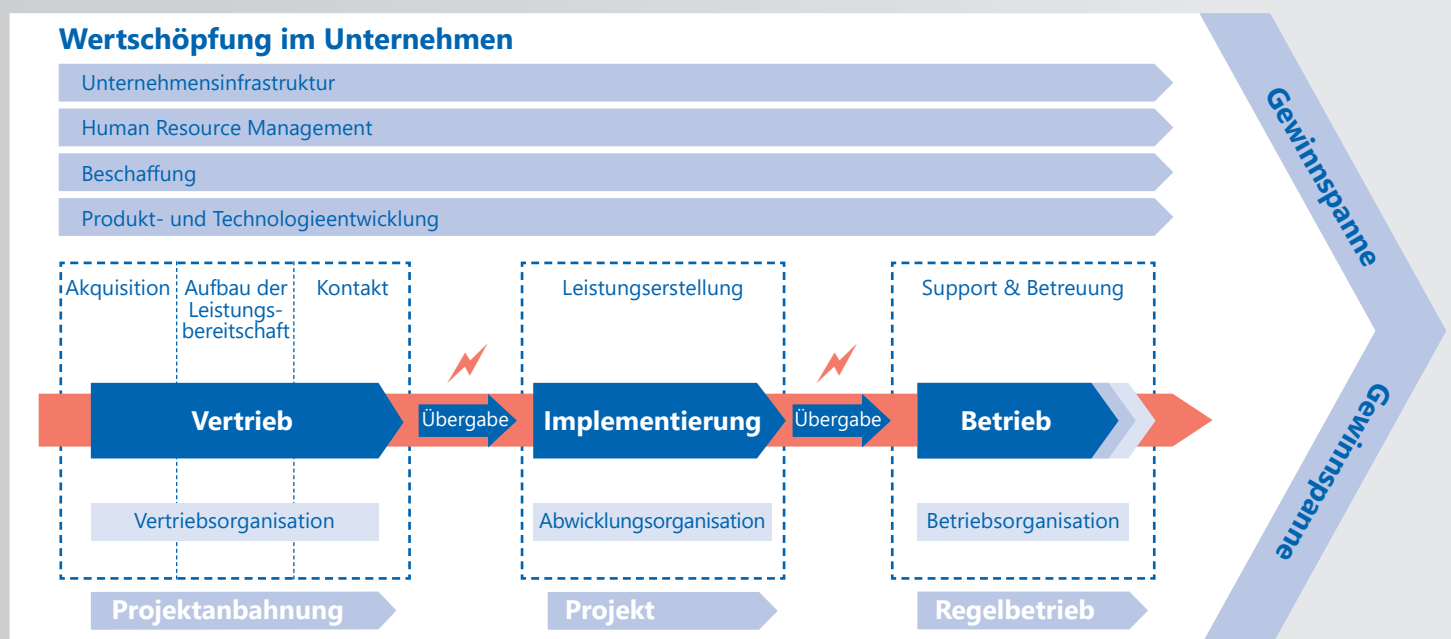 Wertschöpfung im Unternehmen
Unternehmensinfrastruktur
Human Resource Management
Beschaffung
Produkt- und Technologieentwicklung
Gewinnspanne
Gewinnspanne
Akquisition
Aufbau der
Leistungs-
bereitschaft
Kontakt
Leistungserstellung
Support & Betreuung
Vertrieb
Übergabe
Implementierung
Übergabe
Betrieb
Vertriebsorganisation
Abwicklungsorganisation
Betriebsorganisation
Projektanbahnung
Projekt
Regelbetrieb